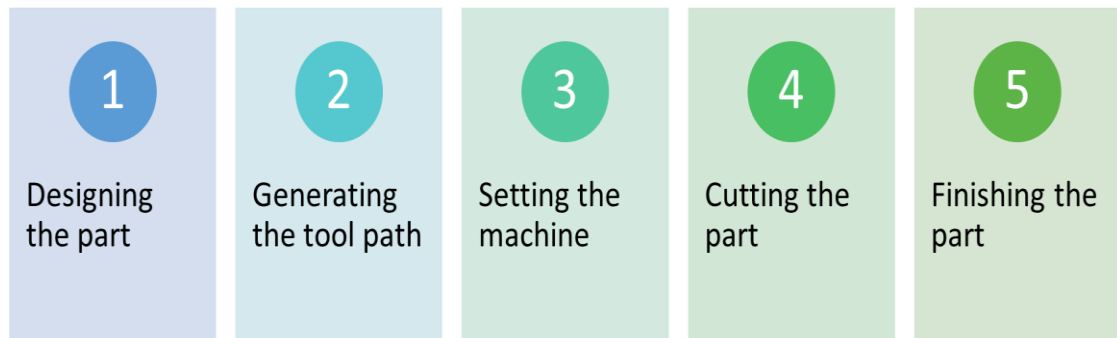 1
Designing
the part
2
Generating
the tool path
3
Setting the
machine
4
Cutting the
part
5
Finishing the
part